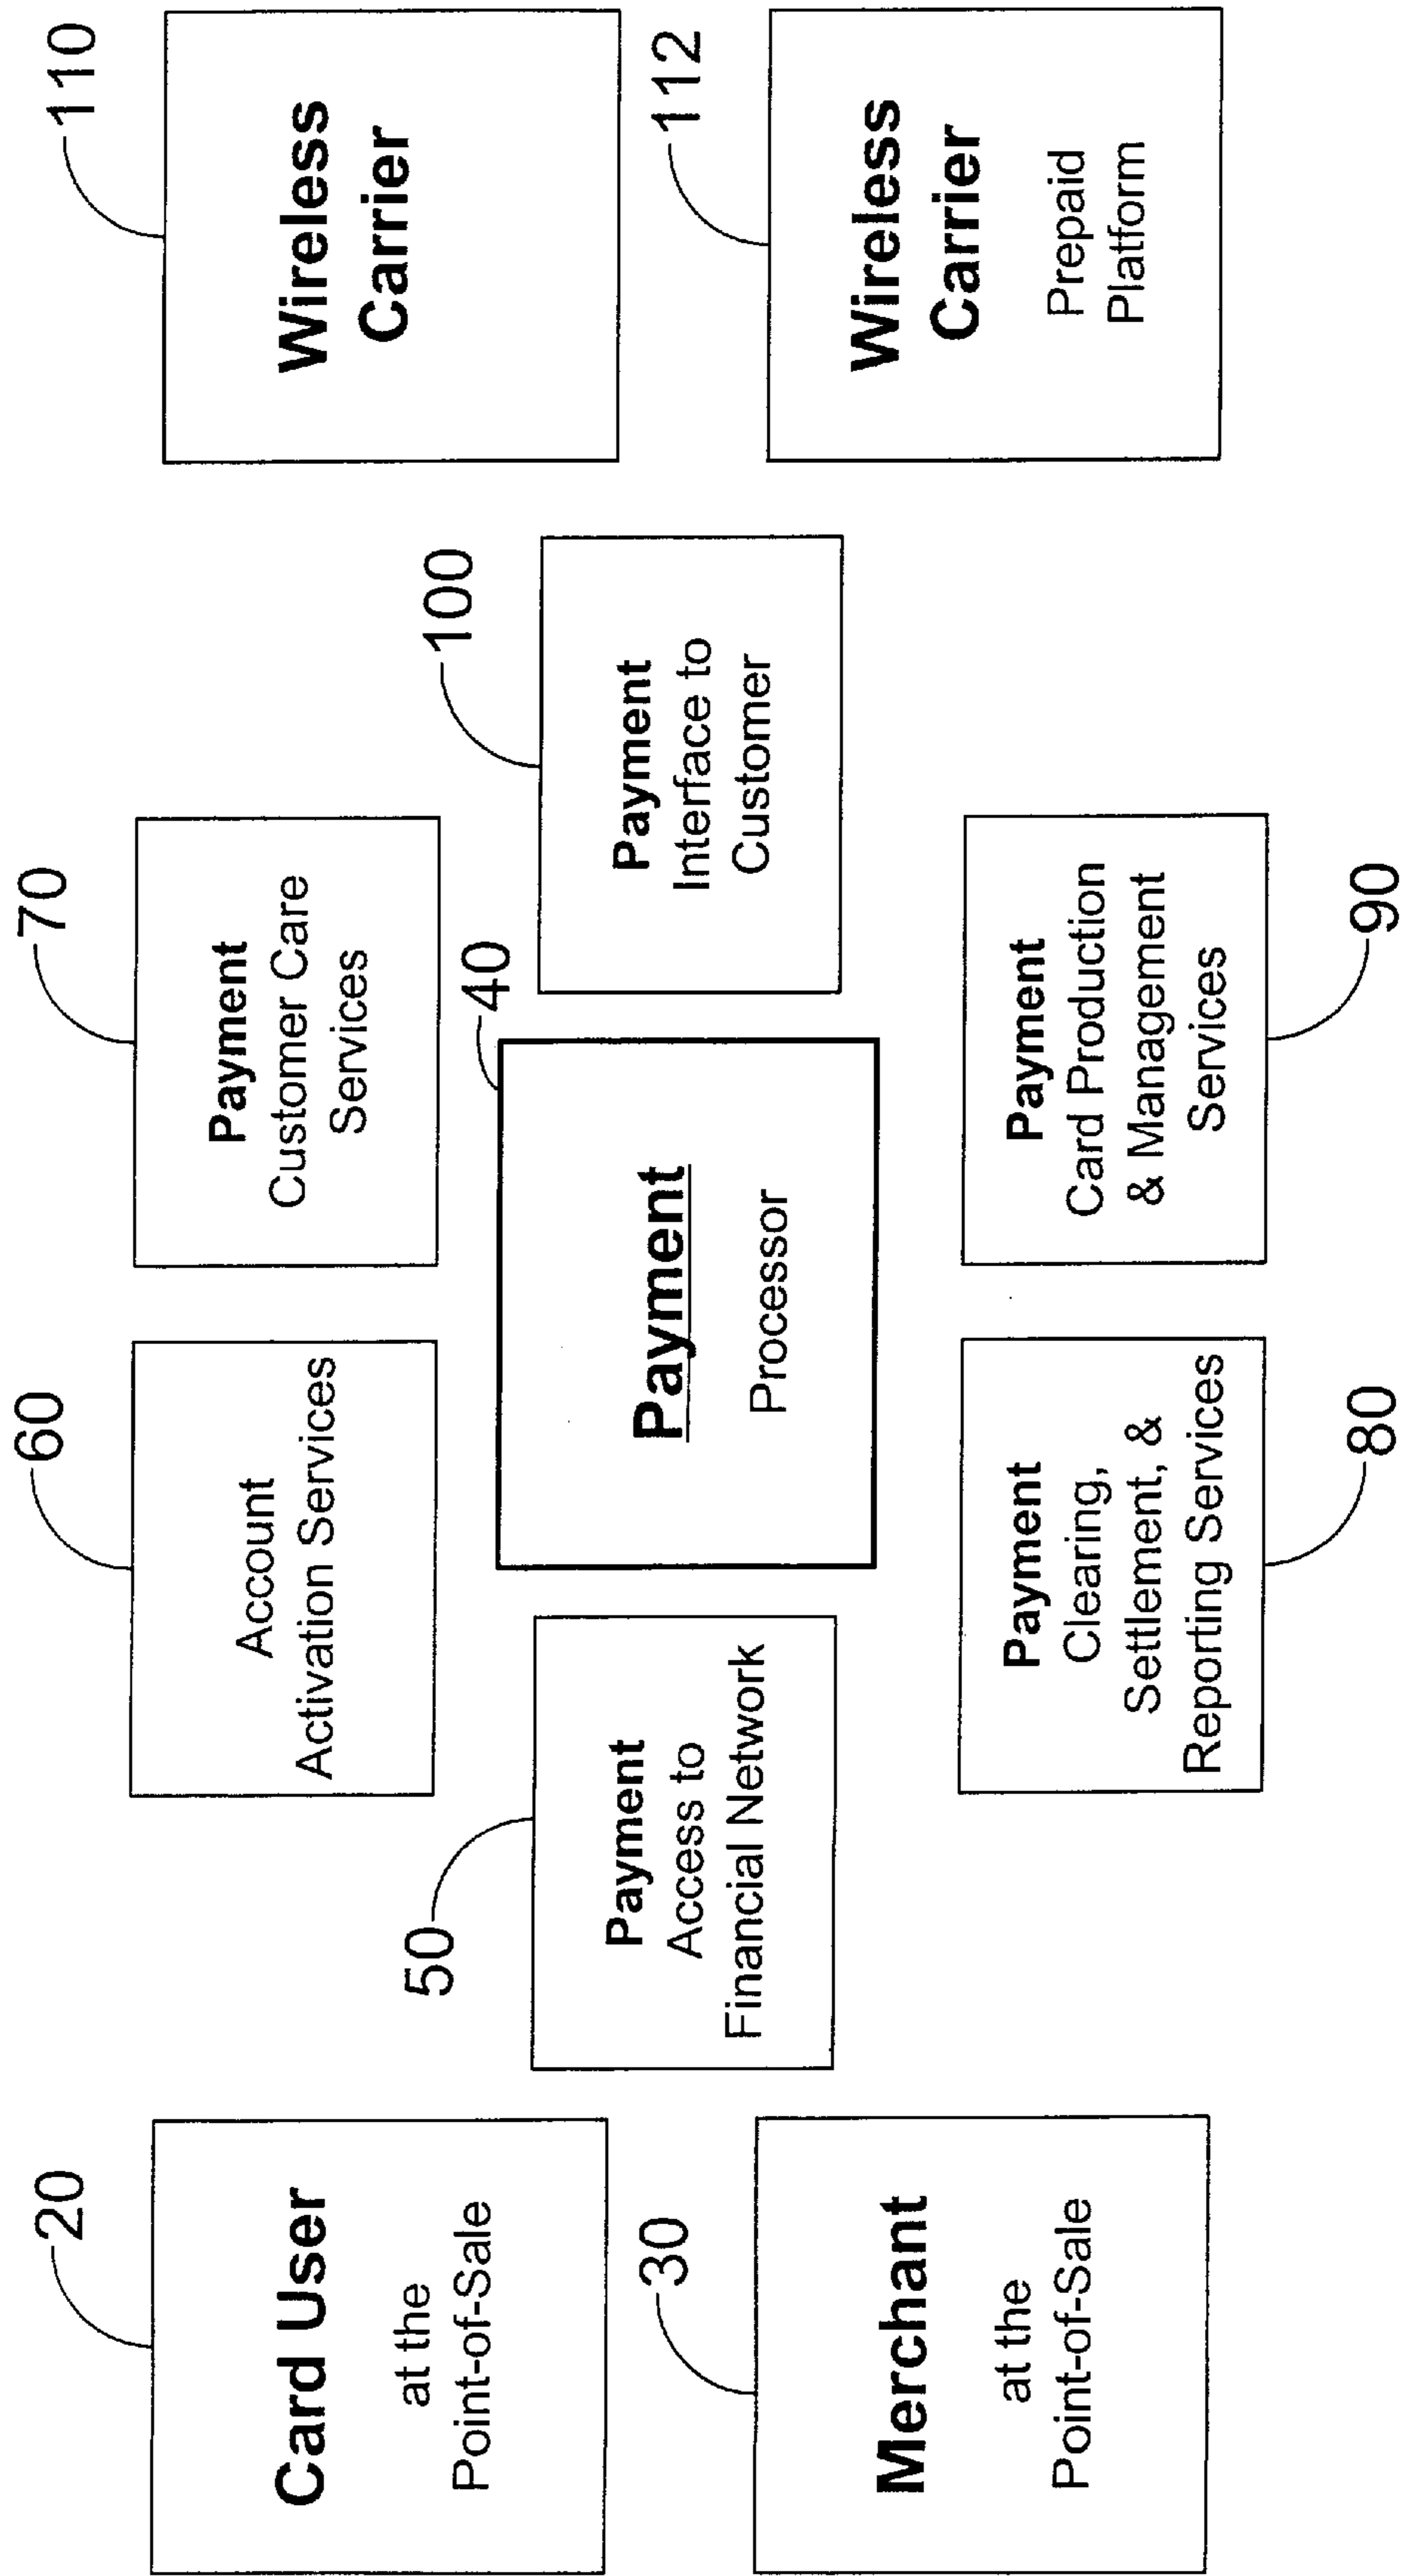 20
Card User
at the
Point-of-Sale
30
Merchant
at the
Point-of-Sale
50
Payment
Access to
Financial Network
60
Account
Activation Services
70
Payment
Customer Care
Services
40
Payment
Processor
80
Payment
Clearing,
Settlement, &
Reporting Services
90
Payment
Card Production
& Management
Services
100
Payment
Interface to
Customer
110
Wireless
Carrier
112
Wireless
Carrier
Prepaid
Platform